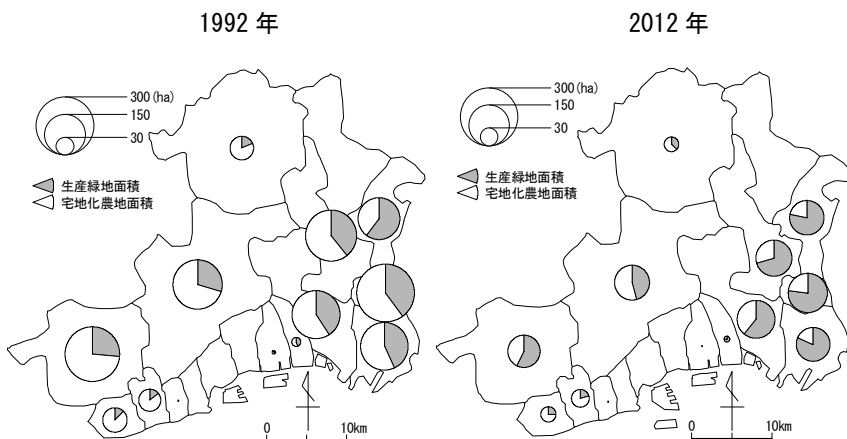 1992 年
300 (ha)
150
30
生産緑地面積
宅地化農地面積
0
10km
2012 年
300 (ha)
150
30
生産緑地面積
宅地化農地面積
0
10km